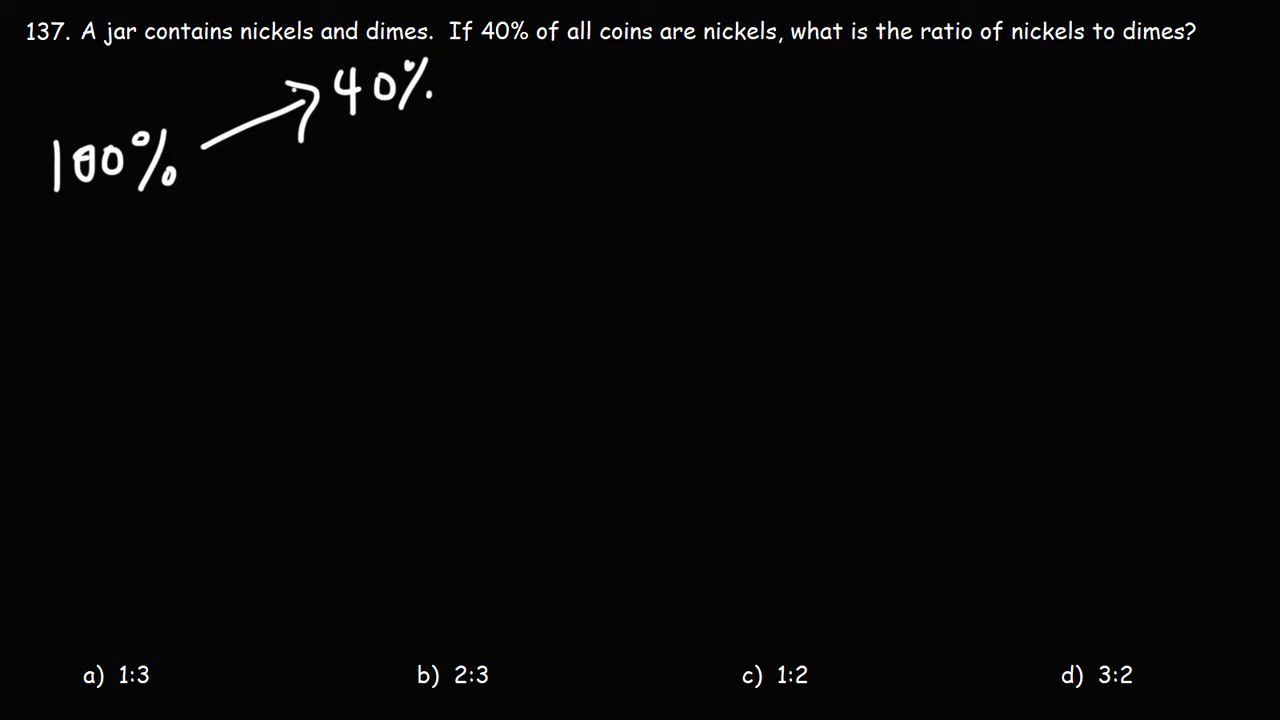 137. A jar contains nickels and dimes. If 40% of all coins are nickels, what is the ratio of nickels to dimes?
40%
100%
a) 1:3 b) 2:3 c) 1:2 d) 3:2